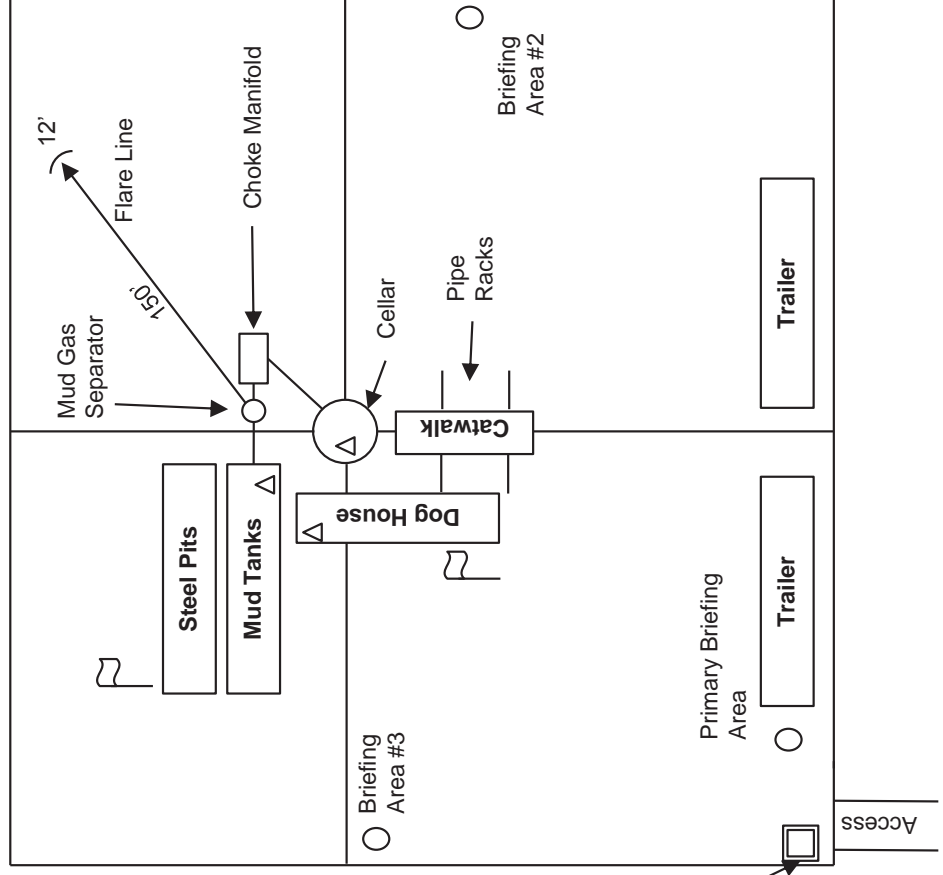 12’
Flare Line
150’
Choke Manifold
Mud Gas
Separator
Cellar
Pipe
Racks
Catwalk
Dog House
Steel Pits
Mud Tanks
Briefing
Area #2
Briefing
Area #3
Trailer
Trailer
Primary Briefing
Area
Access